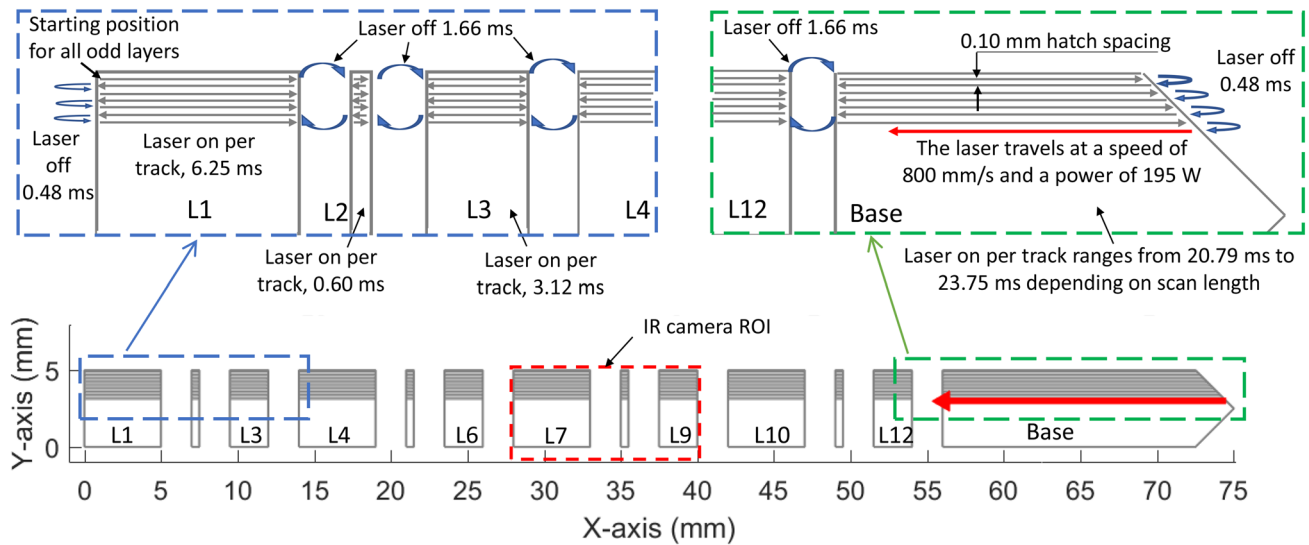 Starting position
for all odd layers
Laser off 1.66 ms
Laser
off
0.48 ms
Laser on per
track, 6.25 ms
L1
L2
L3
L4
Laser on per
track, 0.60 ms
Laser on per
track, 3.12 ms
Laser off 1.66 ms
0.10 mm hatch spacing
Laser off
0.48 ms
The laser travels at a speed of
800 mm/s and a power of 195 W
L12
Base
Laser on per track ranges from 20.79 ms to
23.75 ms depending on scan length
IR camera ROI
Y-axis (mm)
5
0
L1
L3
L4
L6
L7
L9
L10
L12
Base
0 5 10 15 20 25 30 35 40 45 50 55 60 65 70 75
X-axis (mm)